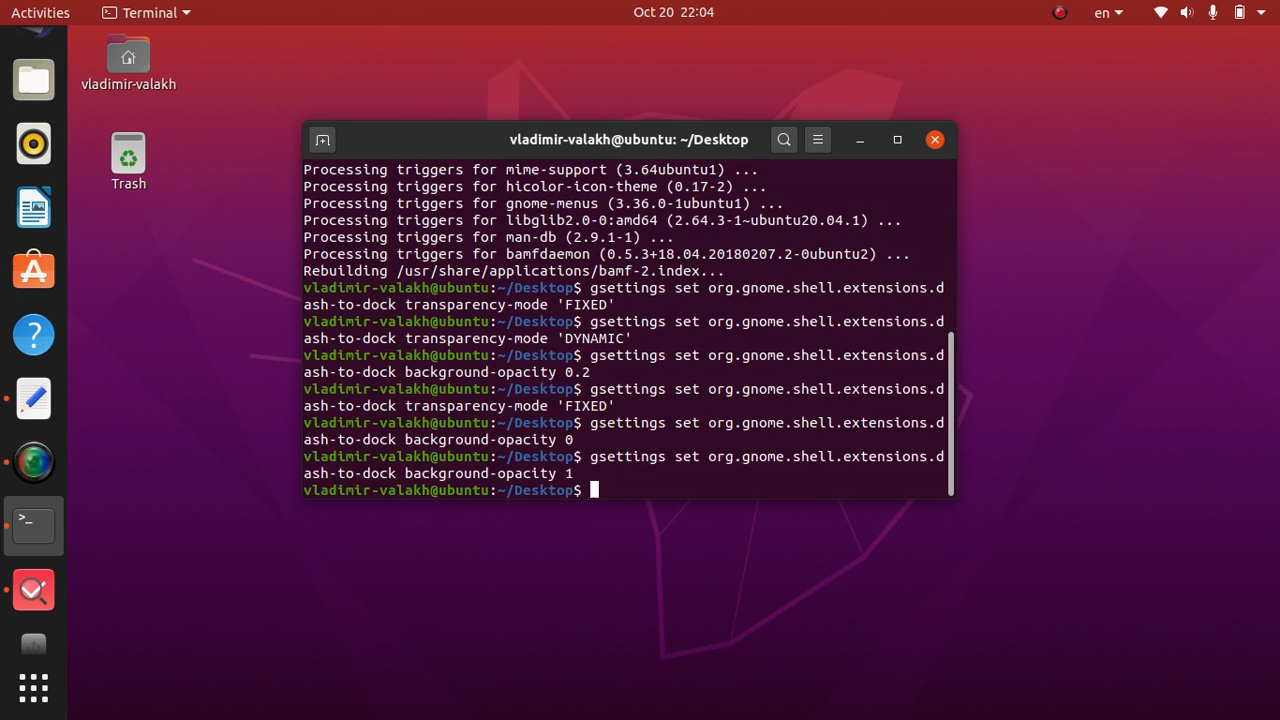 Activities Terminal Oct 20 22:04 en
vladimir-valakh
Trash
vladimir-valakh@ubuntu: ~/Desktop
Processing triggers for mime-support (3.64ubuntu1) ...
Processing triggers for hicolor-icon-theme (0.17-2) ...
Processing triggers for gnome-menus (3.36.0-1ubuntu1) ...
Processing triggers for libglib2.0-0:amd64 (2.64.3-1~ubuntu20.04.1) ...
Processing triggers for man-db (2.9.1-1) ...
Processing triggers for bamfdaemon (0.5.3+18.04.20180207.2-0ubuntu2) ...
Rebuilding /usr/share/applications/bamf-2.index...
vladimir-valakh@ubuntu:~/Desktop$ gsettings set org.gnome.shell.extensions.d
ash-to-dock transparency-mode 'FIXED'
vladimir-valakh@ubuntu:~/Desktop$ gsettings set org.gnome.shell.extensions.d
ash-to-dock transparency-mode 'DYNAMIC'
vladimir-valakh@ubuntu:~/Desktop$ gsettings set org.gnome.shell.extensions.d
ash-to-dock background-opacity 0.2
vladimir-valakh@ubuntu:~/Desktop$ gsettings set org.gnome.shell.extensions.d
ash-to-dock transparency-mode 'FIXED'
vladimir-valakh@ubuntu:~/Desktop$ gsettings set org.gnome.shell.extensions.d
ash-to-dock background-opacity 0
vladimir-valakh@ubuntu:~/Desktop$ gsettings set org.gnome.shell.extensions.d
ash-to-dock background-opacity 1
vladimir-valakh@ubuntu:~/Desktop$